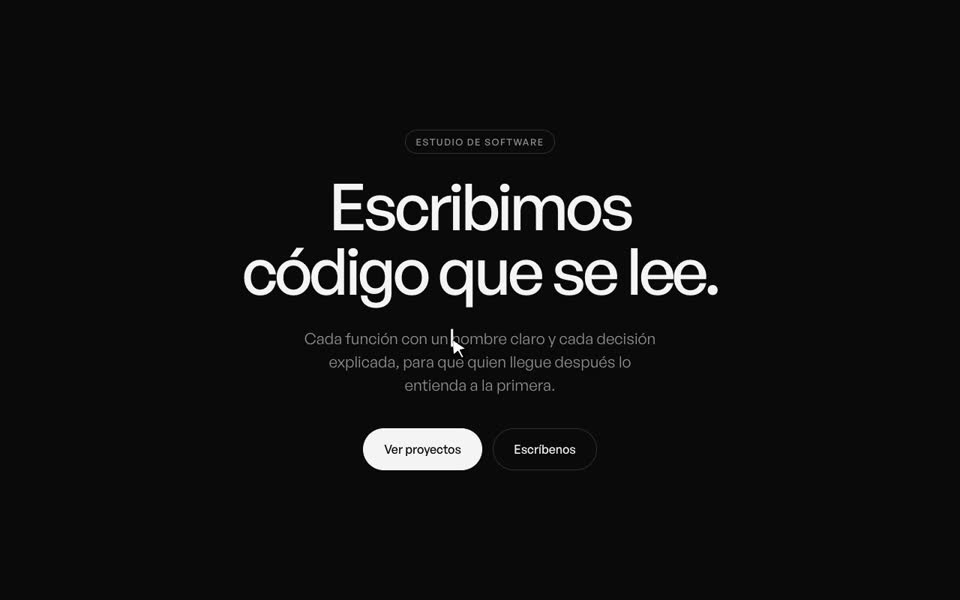 ESTUDIO DE SOFTWARE
Escribimos
código que se lee.
Cada función con un nombre claro y cada decisión
explicada, para que quien llegue después lo
entienda a la primera.
Ver proyectos
Escríbenos